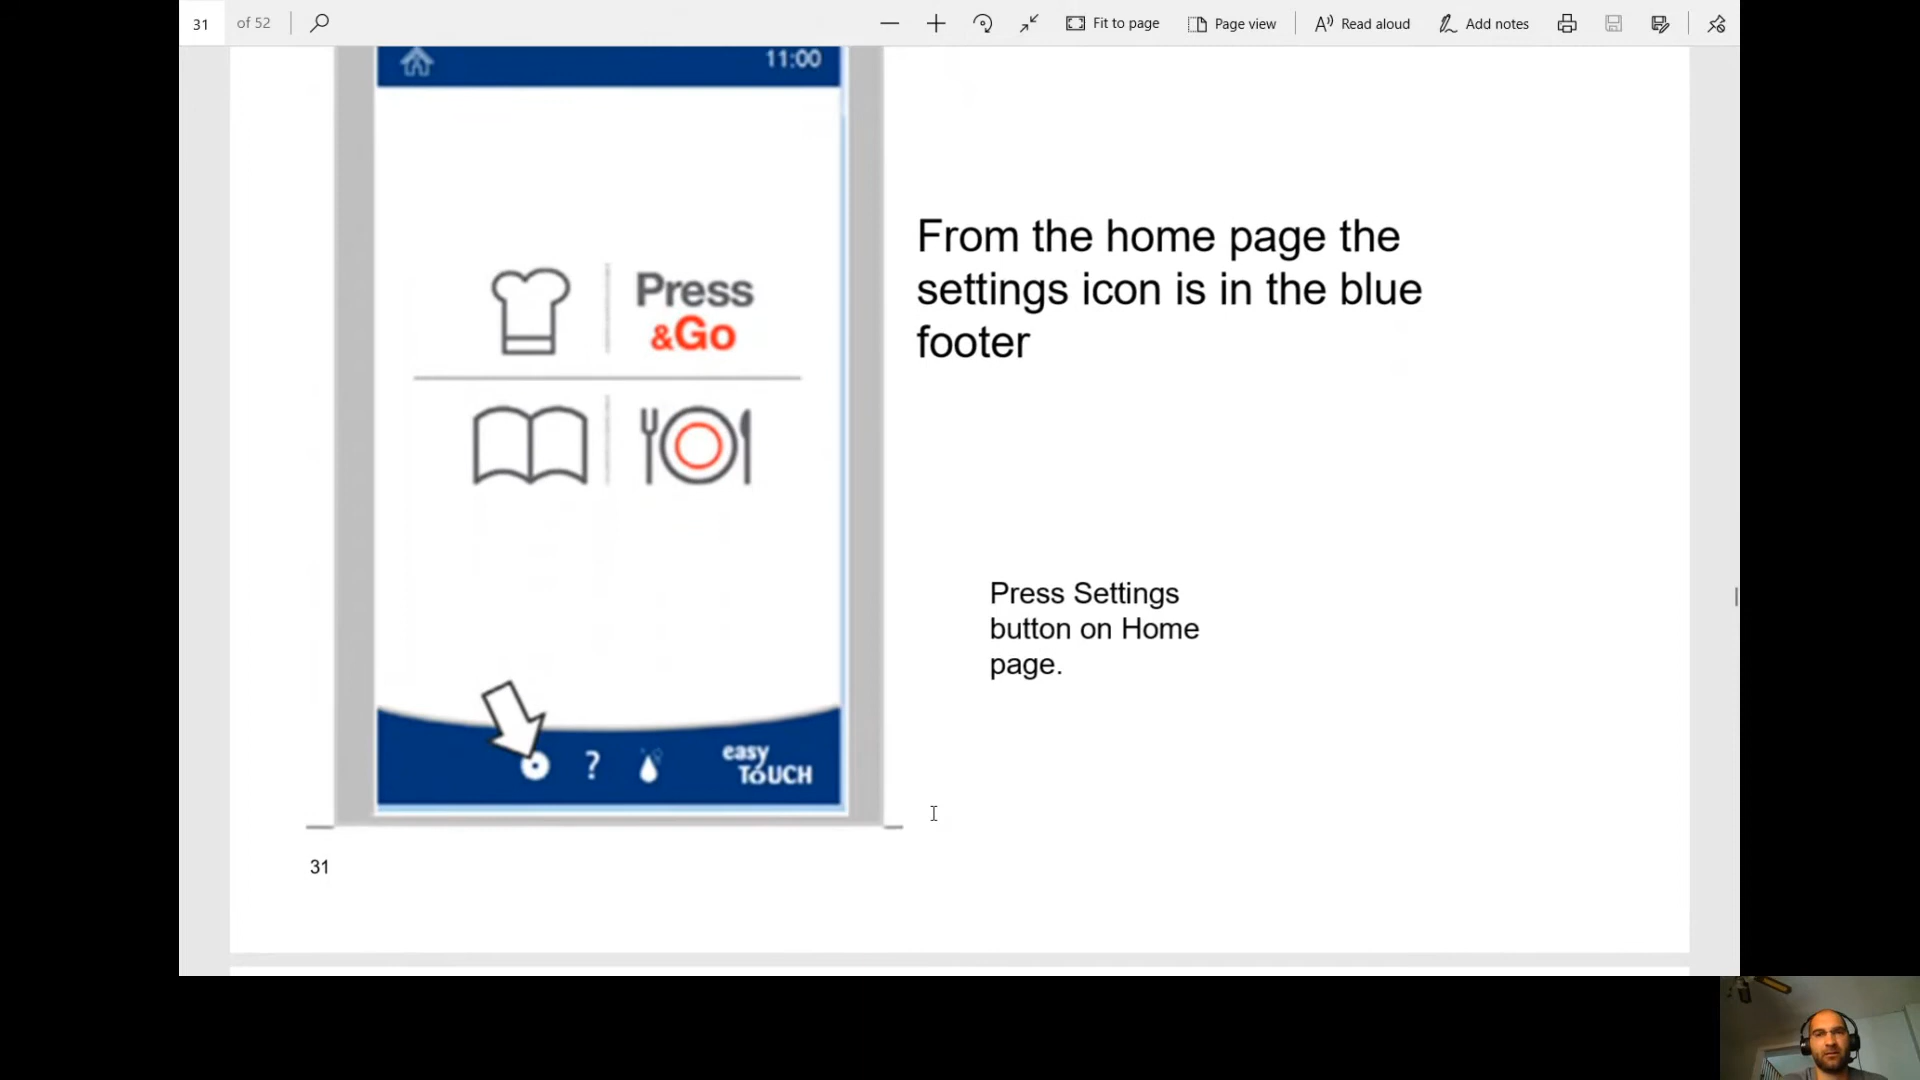 31 of 52 Fit to page Page view Read aloud Add notes
11:00
Press
&Go
From the home page the
settings icon is in the blue
footer
Press Settings
button on Home
page.
? easy
ToUCH
31